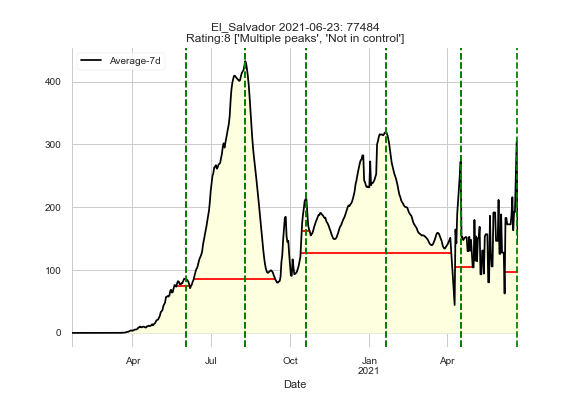 El_Salvador 2021-06-23: 77484
Rating:8 ['Multiple peaks', 'Not in control']
Average-7d
400
300
200
100
0
Apr Jul Oct Jan Apr
2021
Date